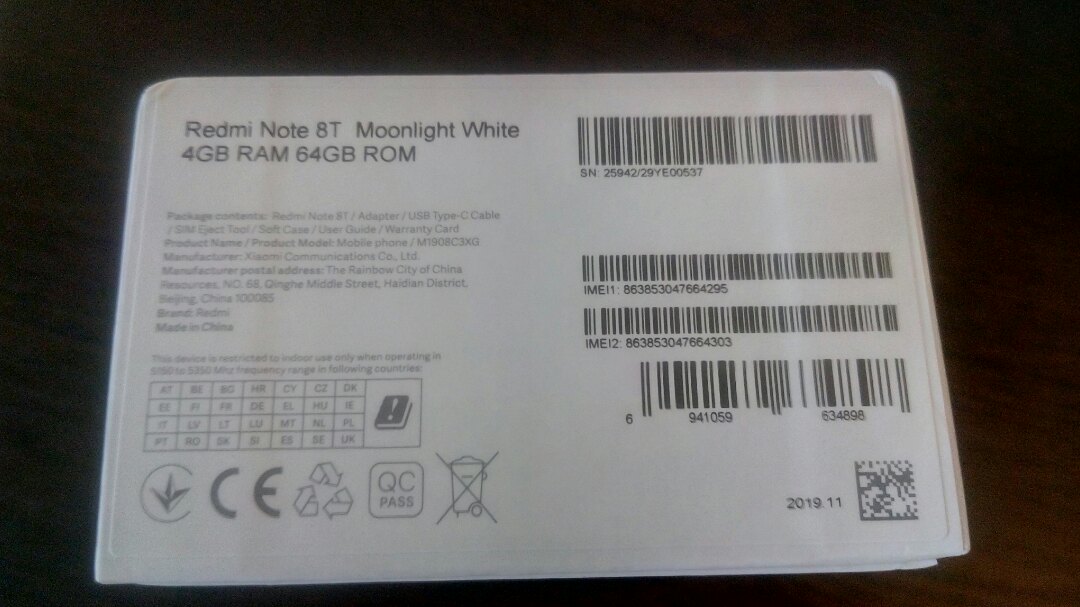 Redmi Note 8T Moonlight White
4GB RAM 64GB ROM
Package contents: Redmi Note 8T / Adapter / USB Type-C Cable
/ SIM Eject Tool / Soft Case / User Guide / Warranty Card
Product Name / Product Model: Mobile phone / M1908C3XG
Manufacturer: Xiaomi Communications Co., Ltd.
Manufacturer postal address: The Rainbow City of China
Resources, NO. 68, Qinghe Middle Street, Haidian District,
Beijing, China 100085
Brand: Redmi
Made in China
This device is restricted to indoor use only when operating in
5150 to 5350 Mhz frequency range in following countries:
AT BE BG HR CY CZ DK
EE FI FR DE EL HU IE
IT LV LT LU MT NL PL
PT RO SK SI ES SE UK
CE
QC
PASS
SN: 25942/29YE00537
IMEI1: 863853047664295
IMEI2: 863853047664303
6 941059 634898
2019.11